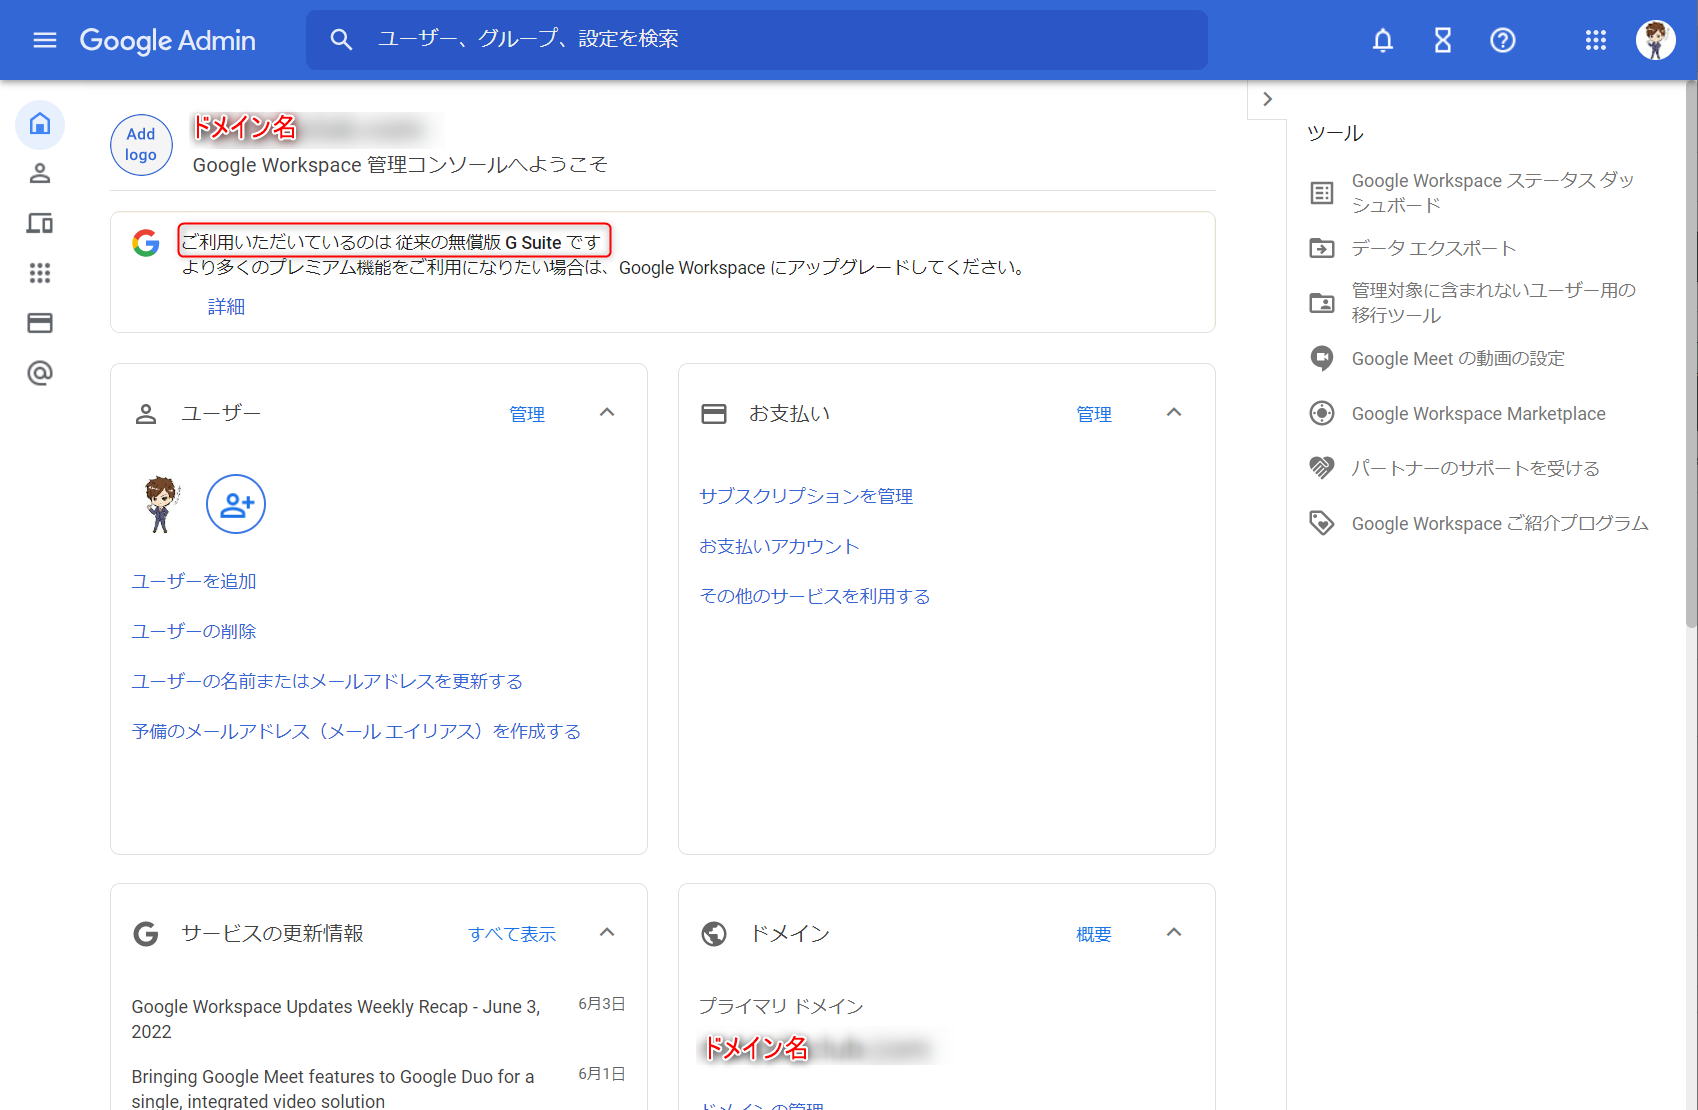 Google Admin
ユーザー、グループ、設定を検索
Add
logo
ドメイン名
Google Workspace 管理コンソールへようこそ
ご利用いただいているのは 従来の無償版 G Suite です
より多くのプレミアム機能をご利用になりたい場合は、Google Workspace にアップグレードしてください。
詳細
ユーザー
管理
ユーザーを追加
ユーザーの削除
ユーザーの名前またはメールアドレスを更新する
予備のメールアドレス（メール エイリアス）を作成する
お支払い
管理
サブスクリプションを管理
お支払いアカウント
その他のサービスを利用する
サービスの更新情報
すべて表示
Google Workspace Updates Weekly Recap - June 3,
2022
6月3日
Bringing Google Meet features to Google Duo for a
single, integrated video solution
6月1日
ドメイン
概要
プライマリ ドメイン
ドメイン名
ドメインの管理
ツール
Google Workspace ステータス ダッ
シュボード
データ エクスポート
管理対象に含まれないユーザー用の
移行ツール
Google Meet の動画の設定
Google Workspace Marketplace
パートナーのサポートを受ける
Google Workspace ご紹介プログラム